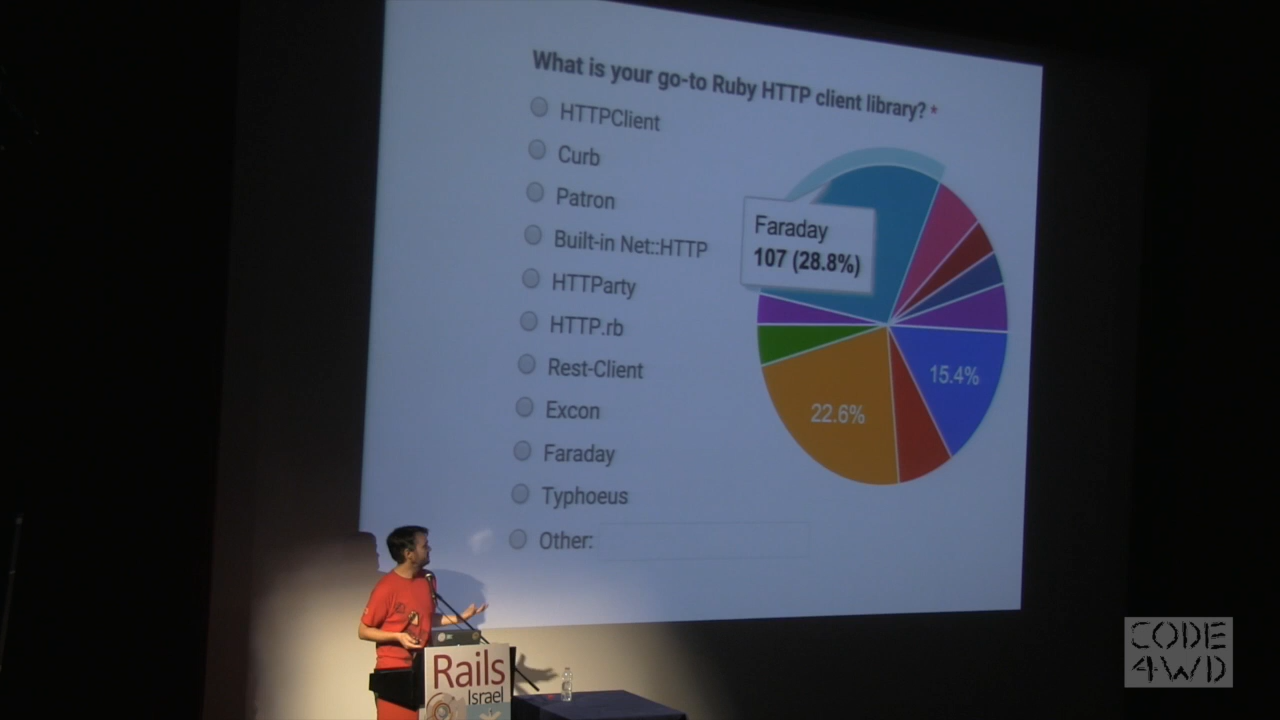 What is your go-to Ruby HTTP client library? *
HTTPClient
Curb
Patron
Built-in Net::HTTP
HTTParty
HTTP.rb
Rest-Client
Excon
Faraday
Typhoeus
Other:
Faraday
107 (28.8%)
15.4%
22.6%
Rails
Israel
CODE
4WD